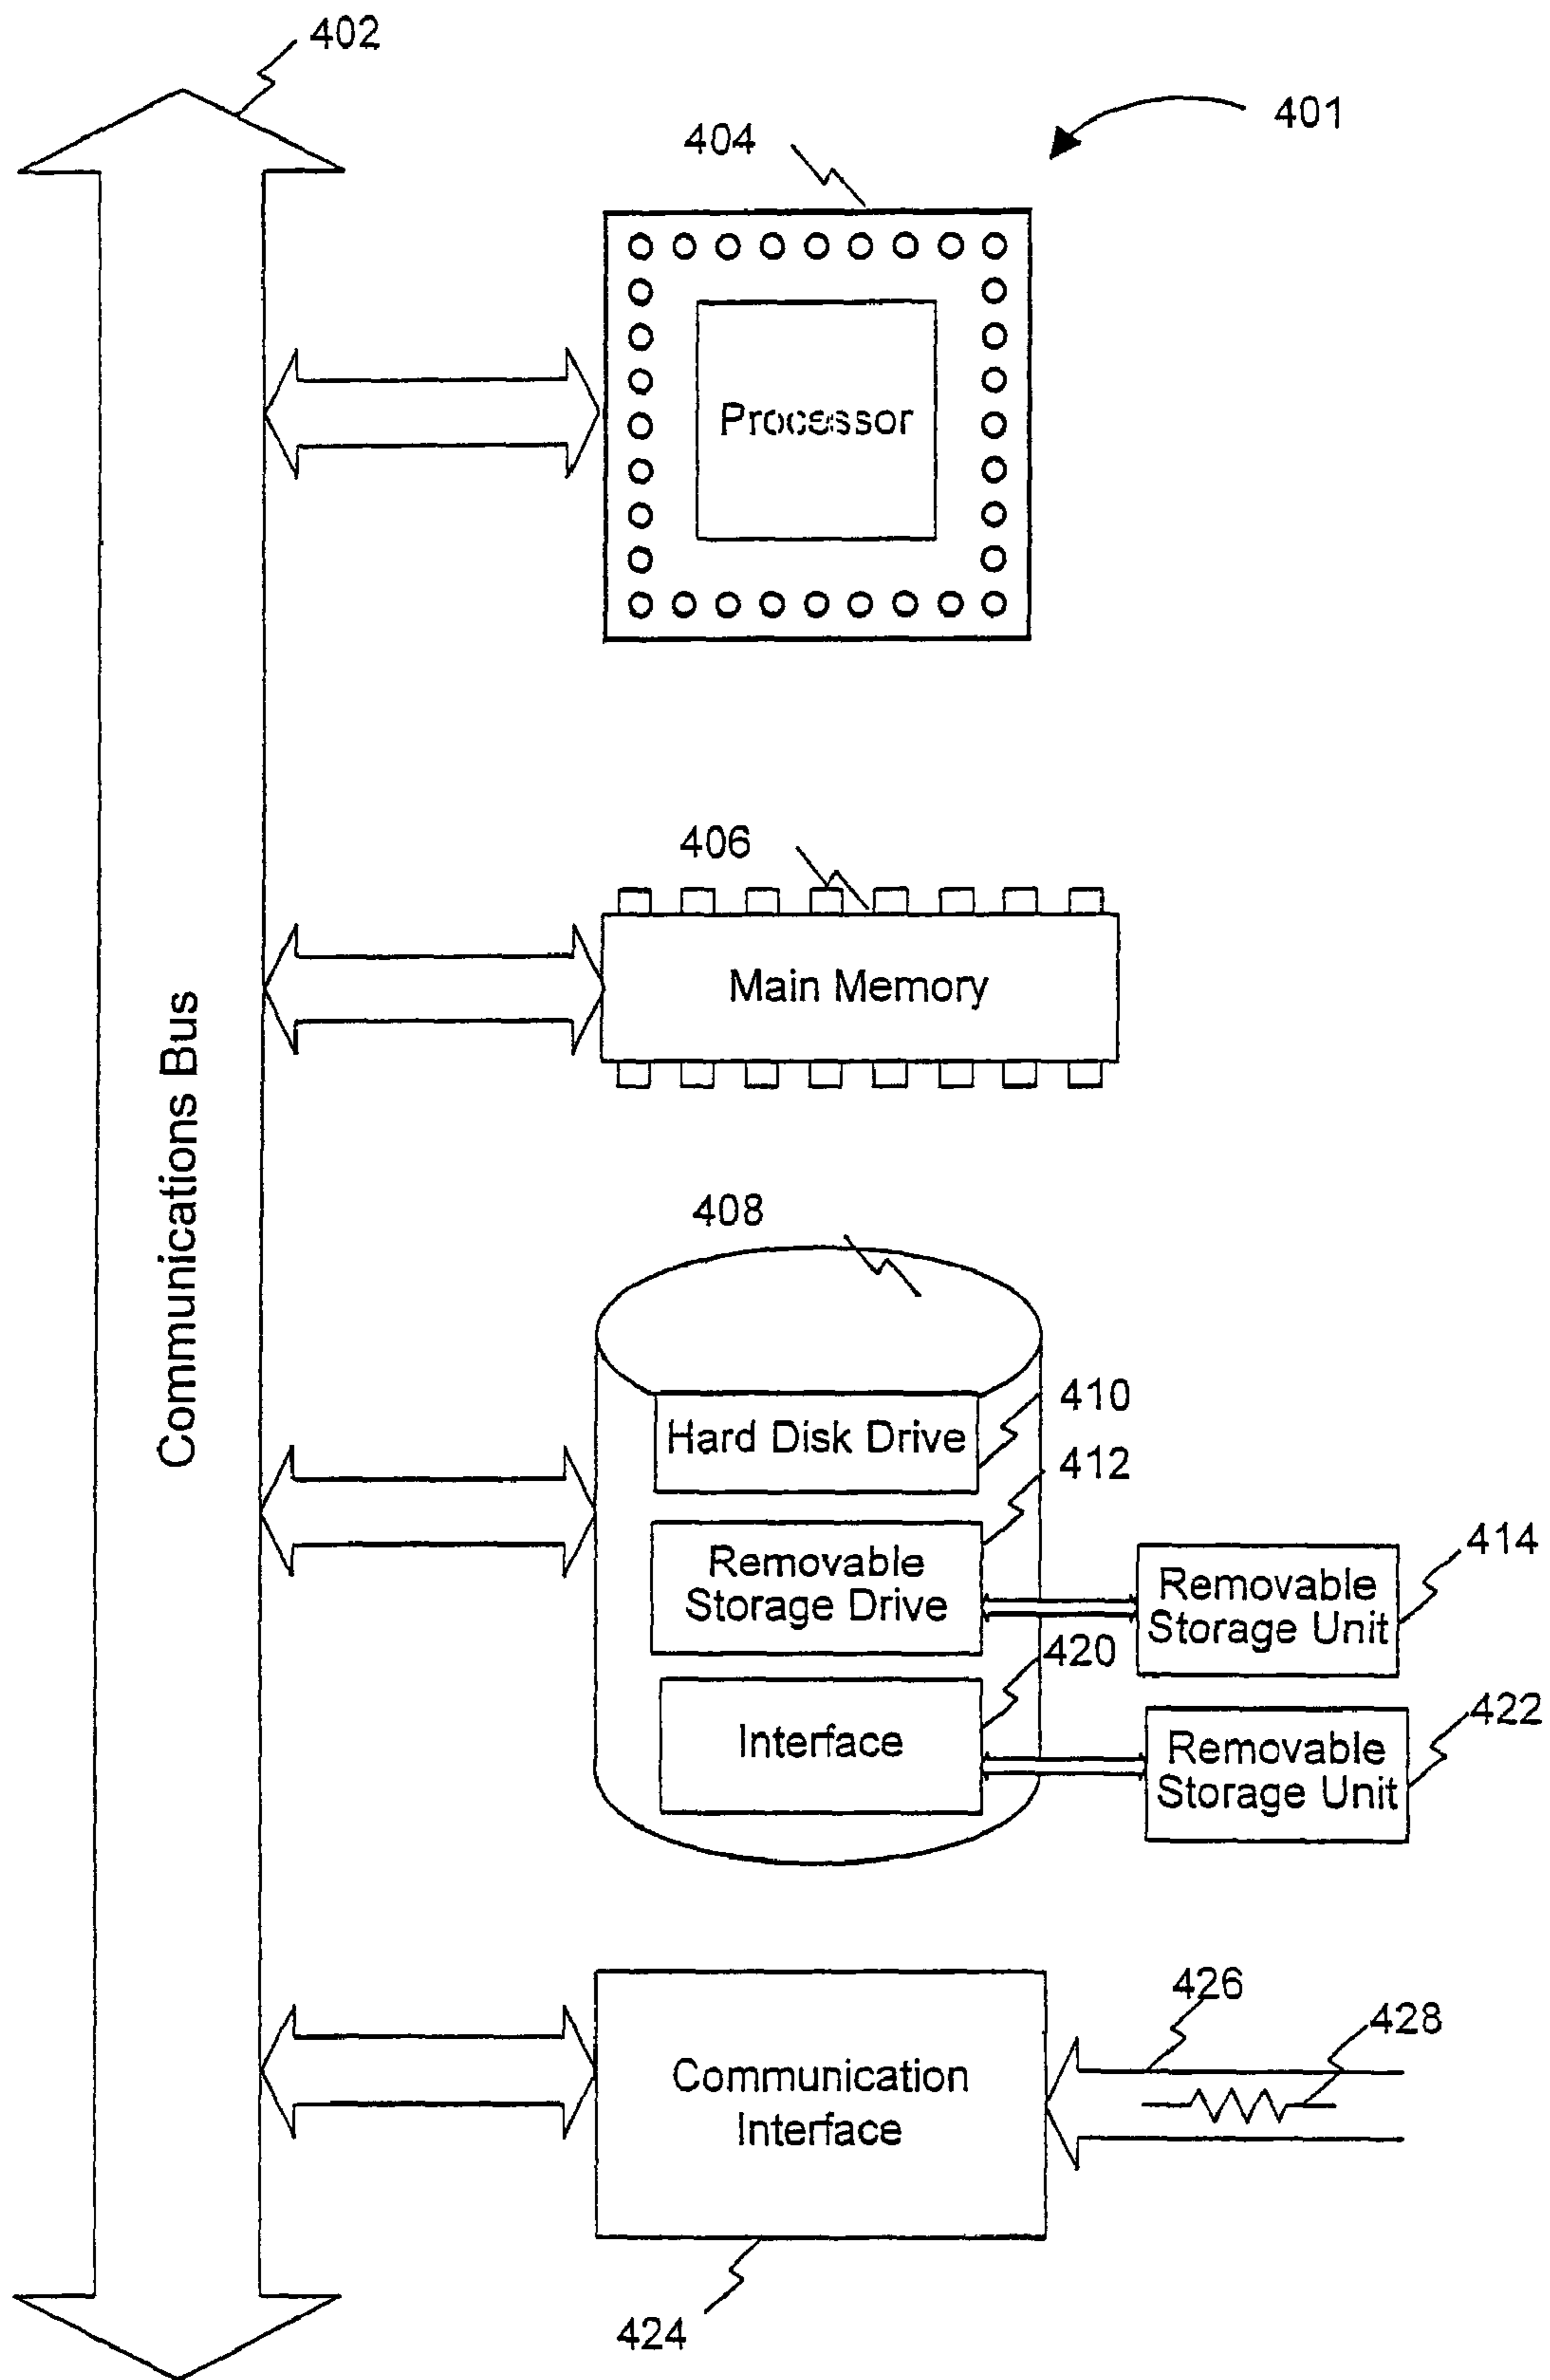 402
401
404
Processor
406
Main Memory
Communications Bus
408
410
Hard Disk Drive
412
Removable
Storage Drive
414
Removable
Storage Unit
420
Interface
422
Removable
Storage Unit
426
428
Communication
Interface
424